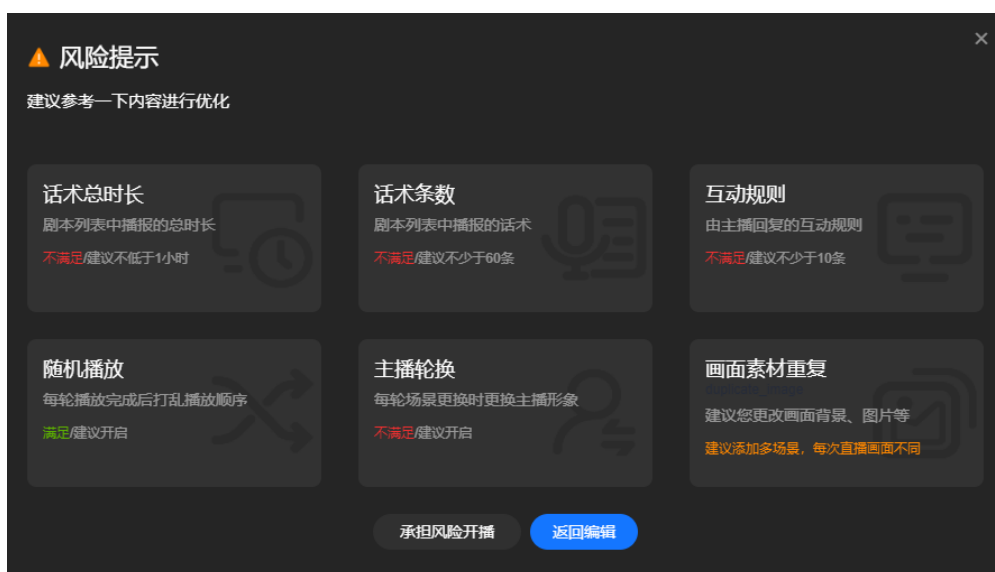 风险提示
建议参考一下内容进行优化
话术总时长
剧本列表中播报的总时长
不满足/建议不低于1小时
话术条数
剧本列表中播报的话术
不满足/建议不少于60条
互动规则
由主播回复的互动规则
不满足/建议不少于10条
随机播放
每轮播放完成后打乱播放顺序
满足/建议开启
主播轮换
每轮场景更换时更换主播形象
不满足/建议开启
画面素材重复
duplicate_image
建议您更改画面背景、图片等
建议添加多场景，每次直播画面不同
承担风险开播
返回编辑